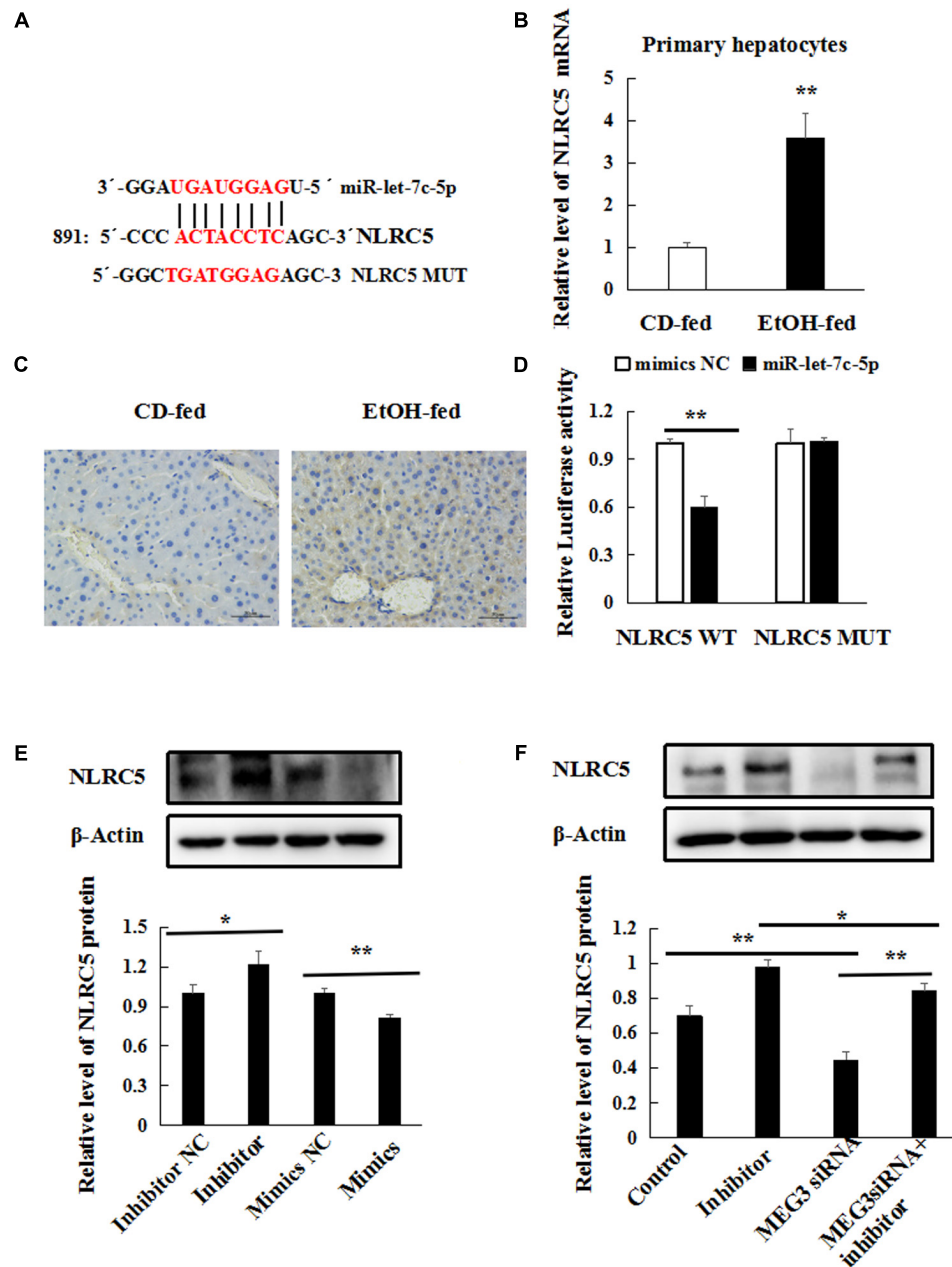 A
3´-GGAUGAUGGAGU-5 ´ miR-let-7c-5p
891: 5´-CCC ACTACCTCAGC-3´NLRC5
5´-GGCTGATGGAGAGC-3 NLRC5 MUT
B
Primary hepatocytes
Relative level of NLRC5 mRNA
5
4
3
2
1
0
**
CD-fed EtOH-fed
C
CD-fed EtOH-fed
D
mimics NC miR-let-7c-5p
Relative Luciferase activity
1.2
0.9
0.6
0.3
0
**
NLRC5 WT NLRC5 MUT
E
NLRC5
β-Actin
Relative level of NLRC5 protein
1.5
1.2
0.9
0.6
0.3
0
*
**
Inhibitor NC
Inhibitor
Mimics NC
Mimics
F
NLRC5
β-Actin
Relative level of NLRC5 protein
1.2
1
0.8
0.6
0.4
0.2
0
**
*
**
Control
Inhibitor
MEG3 siRNA
MEG3siRNA+
inhibitor